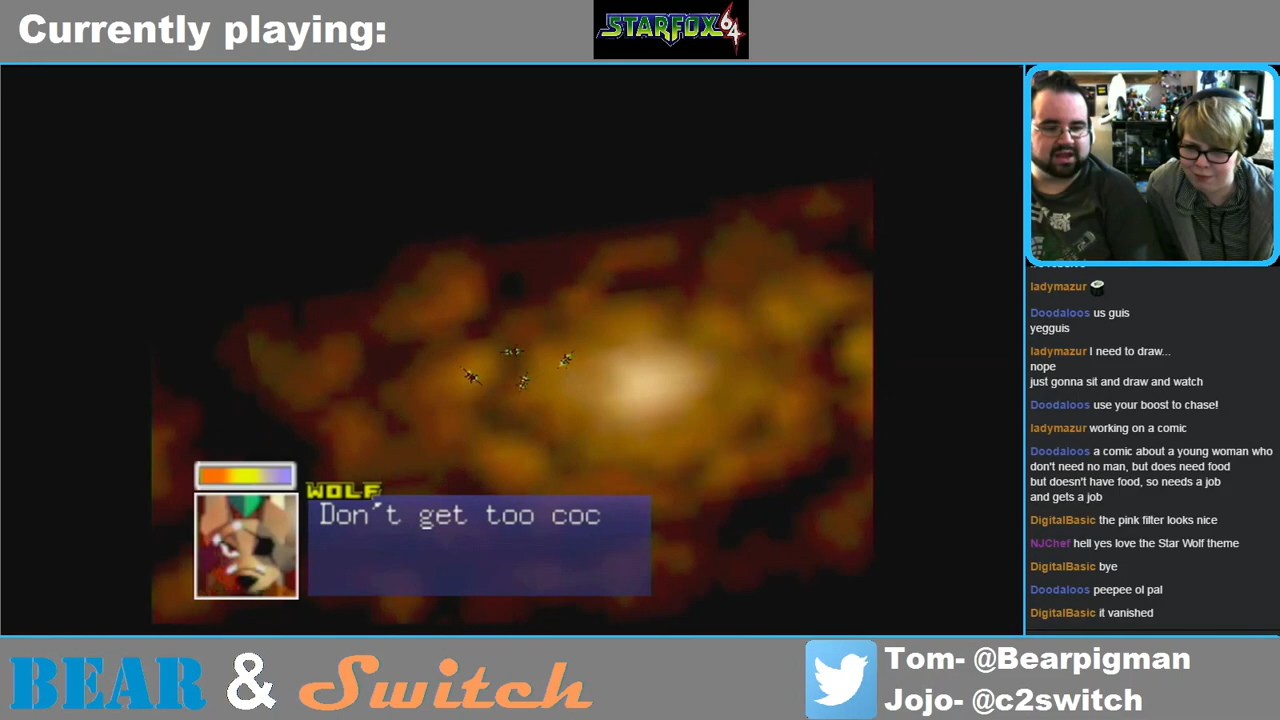 Currently playing:
STARFOX 64
ladymazur
Doodaloos us guis
yegguis
ladymazur I need to draw...
nope
just gonna sit and draw and watch
Doodaloos use your boost to chase!
ladymazur working on a comic
Doodaloos a comic about a young woman who
don't need no man, but does need food
but doesn't have food, so needs a job
and gets a job
DigitalBasic the pink filter looks nice
NJChef hell yes love the Star Wolf theme
DigitalBasic bye
Doodaloos peepee ol pal
DigitalBasic it vanished
WOLF
Don't get too coc
BEAR & Switch
Tom- @Bearpigman
Jojo- @c2switch